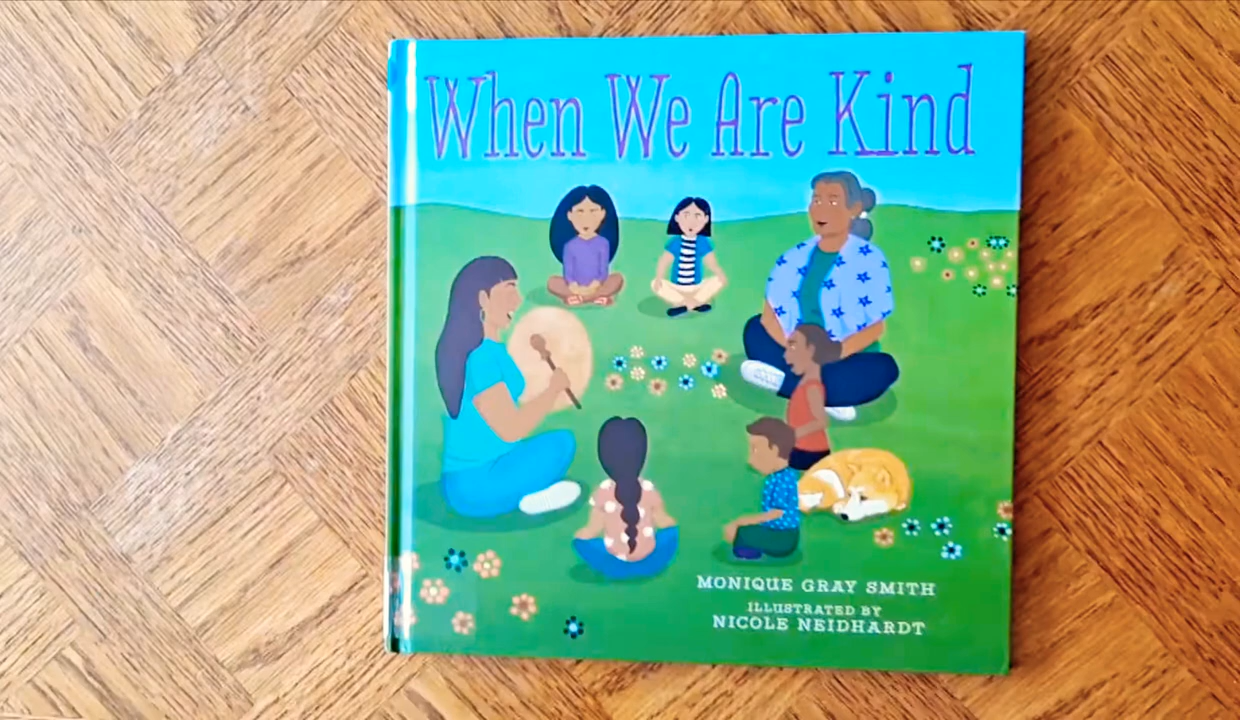 When We Are Kind
MONIQUE GRAY SMITH
ILLUSTRATED BY
NICOLE NEIDHARDT